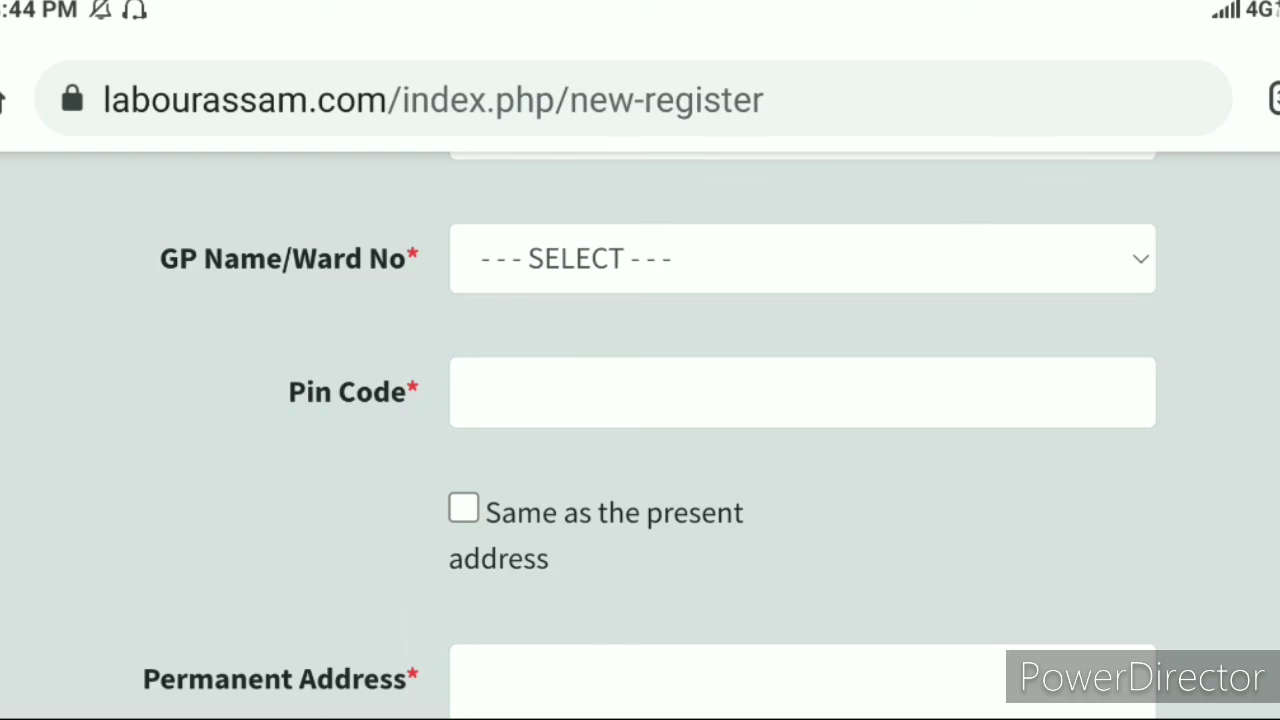 :44 PM 4G
labourassam.com/index.php/new-register
GP Name/Ward No* - - - SELECT - - -
Pin Code*
Same as the present
address
Permanent Address*
PowerDirector